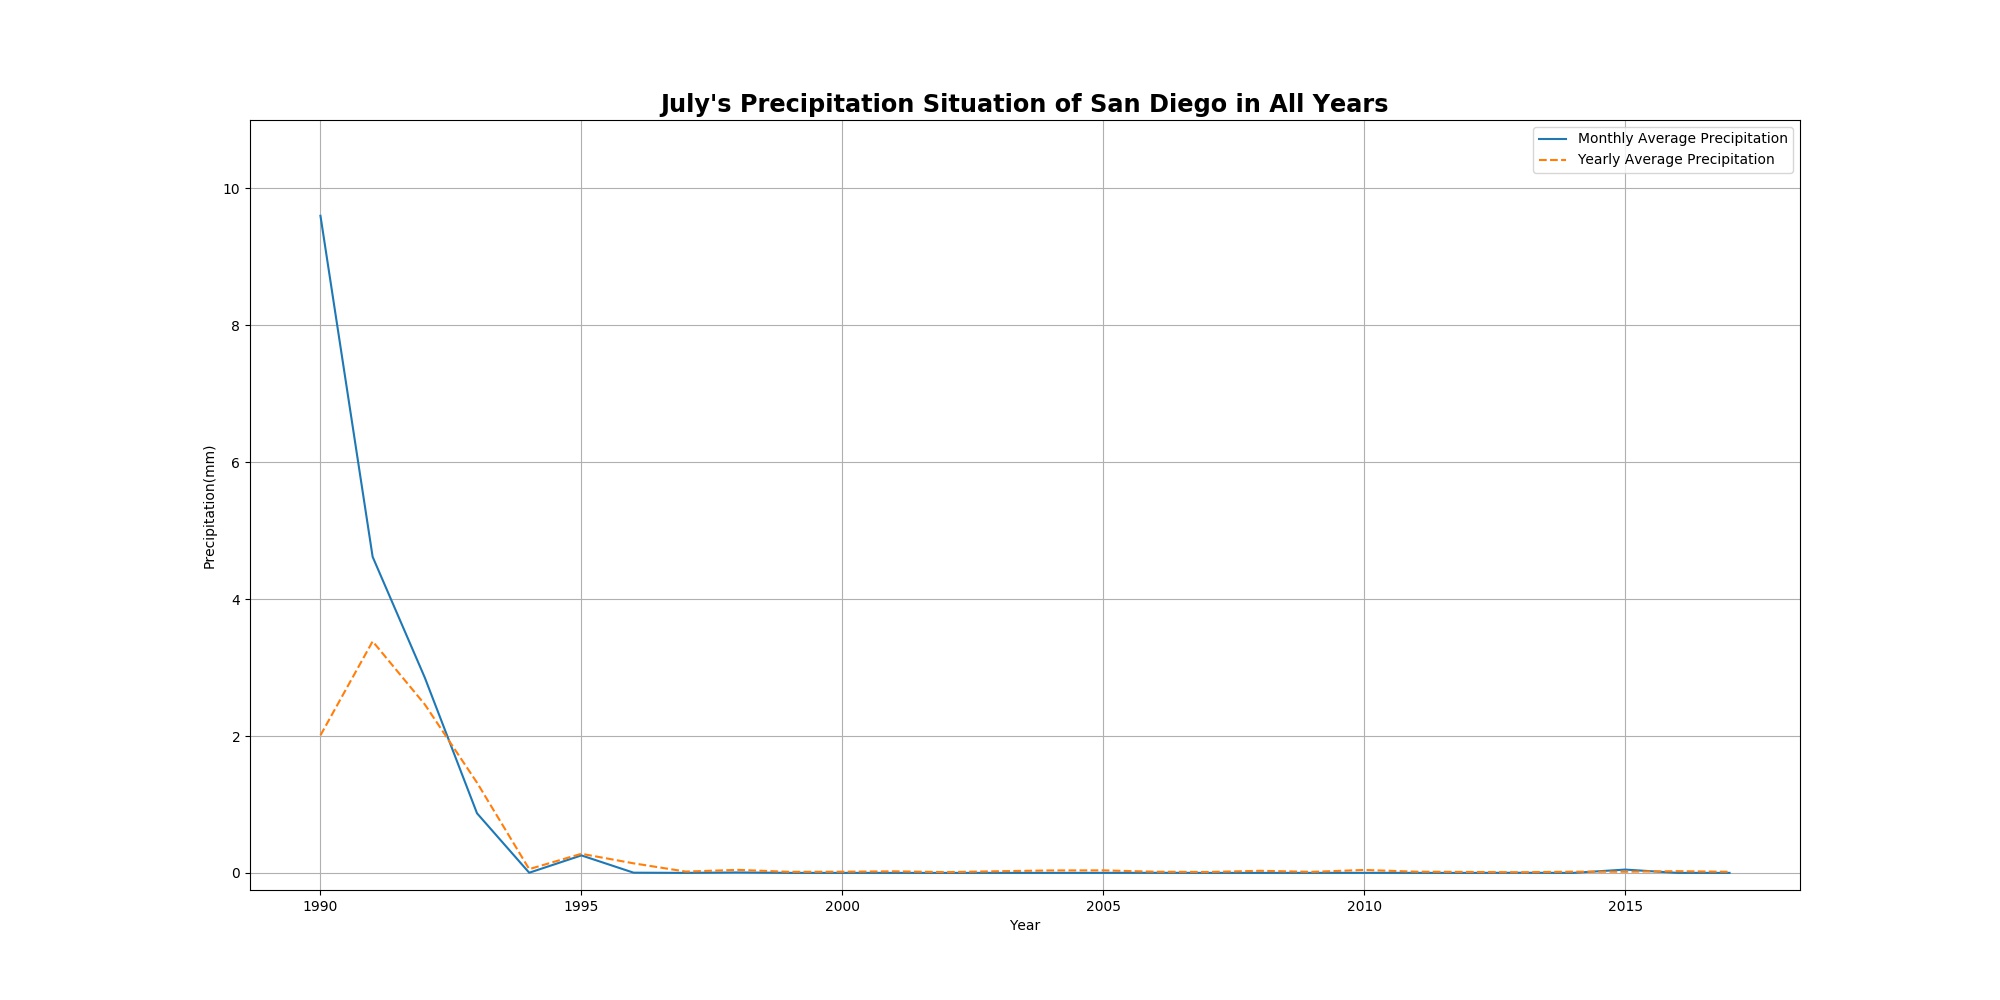 July's Precipitation Situation of San Diego in All Years
Monthly Average Precipitation
Yearly Average Precipitation
Precipitation(mm)
10
8
6
4
2
0
1990 1995 2000 2005 2010 2015
Year